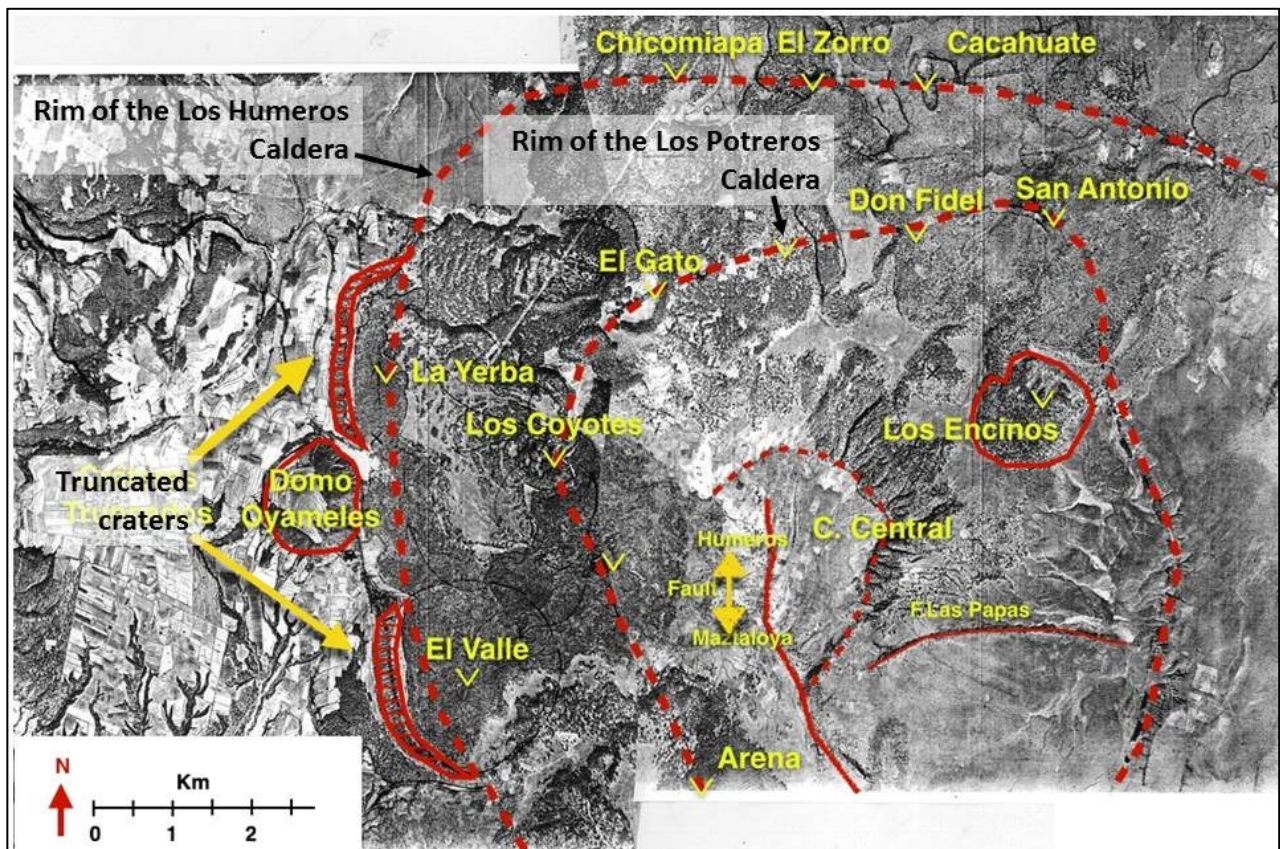 Chicomiapa El Zorro Cacahuate
Rim of the Los Humeros
Caldera
Rim of the Los Potreros
Caldera
Don Fidel
San Antonio
El Gato
La Yerba
Los Coyotes
Los Encinos
Truncated
craters
Domo
Oyameles
C. Central
Humeros
Fault
Maztaloya
F.Las Papas
El Valle
Arena
N
Km
0 1 2